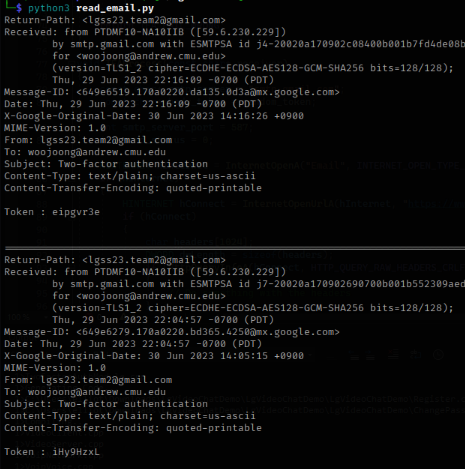 $ python3 read_email.py
Return-Path: <lgss23.team2@gmail.com>
Received: from PTDMF10-NA10IIB ([59.6.230.229])
by smtp.gmail.com with ESMTPSA id j4-20020a170902c08400b001b7fd4de08b
for <woojoong@andrew.cmu.edu>
(version=TLS1_2 cipher=ECDHE-ECDSA-AES128-GCM-SHA256 bits=128/128);
Thu, 29 Jun 2023 22:16:09 -0700 (PDT)
Message-ID: <649e6519.170a0220.da135.0d3a@mx.google.com>
Date: Thu, 29 Jun 2023 22:16:09 -0700 (PDT)
X-Google-Original-Date: 30 Jun 2023 14:16:26 +0900
MIME-Version: 1.0
From: lgss23.team2@gmail.com
To: woojoong@andrew.cmu.edu
Subject: Two-factor authentication
Content-Type: text/plain; charset=us-ascii
Content-Transfer-Encoding: quoted-printable
Token : eipgvr3e
Return-Path: <lgss23.team2@gmail.com>
Received: from PTDMF10-NA10IIB ([59.6.230.229])
by smtp.gmail.com with ESMTPSA id j7-20020a170902690700b001b552309aed
for <woojoong@andrew.cmu.edu>
(version=TLS1_2 cipher=ECDHE-ECDSA-AES128-GCM-SHA256 bits=128/128);
Thu, 29 Jun 2023 22:04:57 -0700 (PDT)
Message-ID: <649e6279.170a0220.bd365.4250@mx.google.com>
Date: Thu, 29 Jun 2023 22:04:57 -0700 (PDT)
X-Google-Original-Date: 30 Jun 2023 14:05:15 +0900
MIME-Version: 1.0
From: lgss23.team2@gmail.com
To: woojoong@andrew.cmu.edu
Subject: Two-factor authentication
Content-Type: text/plain; charset=us-ascii
Content-Transfer-Encoding: quoted-printable
Token : iHy9HzxL